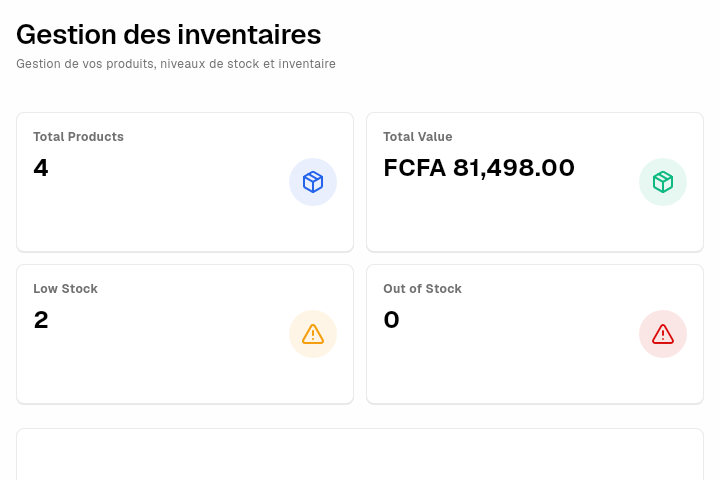 Gestion des inventaires
Gestion de vos produits, niveaux de stock et inventaire
Total Products
4
Total Value
FCFA 81,498.00
Low Stock
2
Out of Stock
0